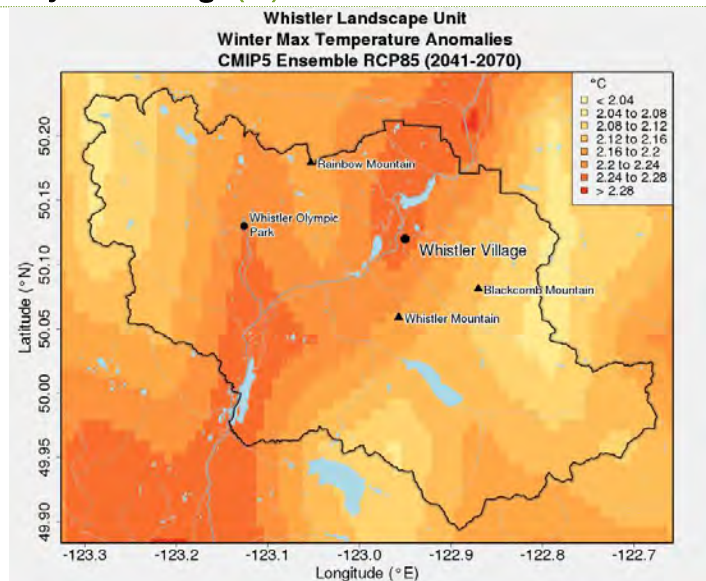 Whistler Landscape Unit
Winter Max Temperature Anomalies
CMIP5 Ensemble RCP85 (2041-2070)
°C
< 2.04
2.04 to 2.08
2.08 to 2.12
2.12 to 2.16
2.16 to 2.2
2.2 to 2.24
2.24 to 2.28
> 2.28
Rainbow Mountain
Whistler Olympic
Park
Whistler Village
Blackcomb Mountain
Whistler Mountain
Latitude (°N)
50.20
50.15
50.10
50.05
50.00
49.95
49.90
-123.3
-123.2
-123.1
-123.0
-122.9
-122.8
-122.7
Longitude (°E)